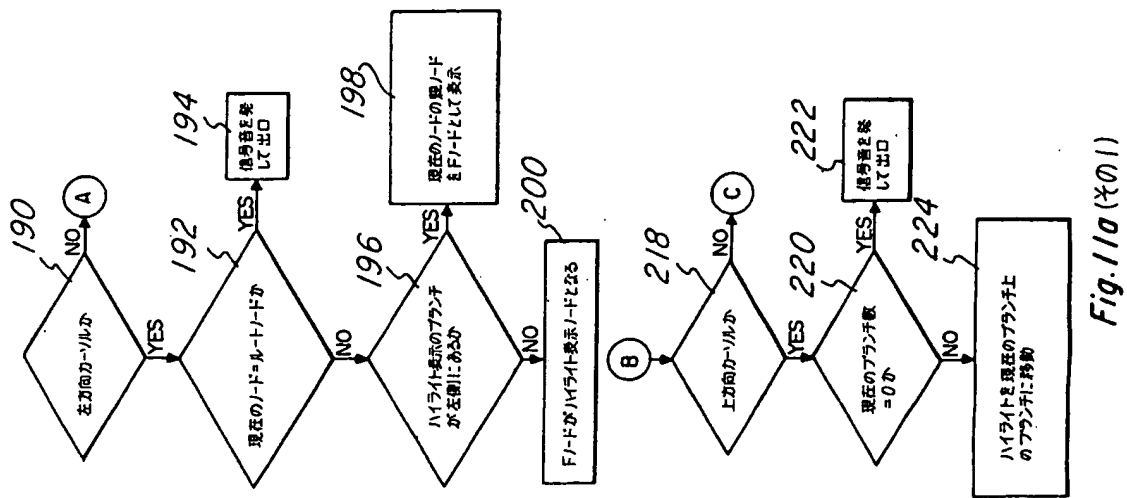 190
左方向カーソルか
NO
A
YES
192
現在のノード=ルートノードか
YES
194
信号音を発
して出口
NO
196
ハイライト表示のブランチ
が左側にあるか
YES
198
現在のノードの親ノード
をFノードとして表示
NO
200
Fノードがハイライト表示ノードとなる
B
218
上方向カーソルか
NO
C
YES
220
現在のブランチ数
=0か
YES
222
信号音を発
して出口
NO
224
ハイライトを現在のブランチ上
のブランチに移動
Fig.11a(その1)